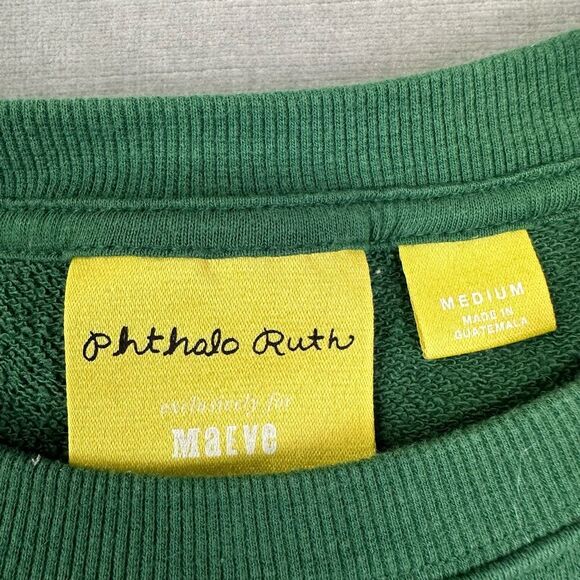 Phthalo Ruth
exclusively for
MaEVe
MEDIUM
MADE IN
GUATEMALA